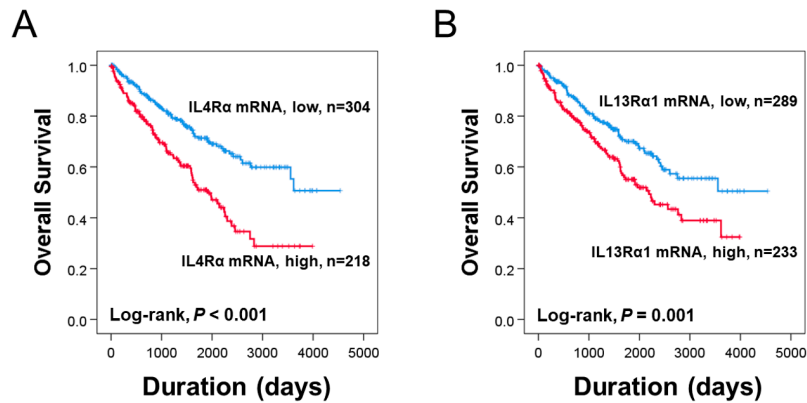 A
Overall Survival
1.0
0.8
0.6
0.4
0.2
0.0
IL4Rα mRNA, low, n=304
IL4Rα mRNA, high, n=218
Log-rank, P < 0.001
0 1000 2000 3000 4000 5000
Duration (days)
B
Overall Survival
1.0
0.8
0.6
0.4
0.2
0.0
IL13Rα1 mRNA, low, n=289
IL13Rα1 mRNA, high, n=233
Log-rank, P = 0.001
0 1000 2000 3000 4000 5000
Duration (days)